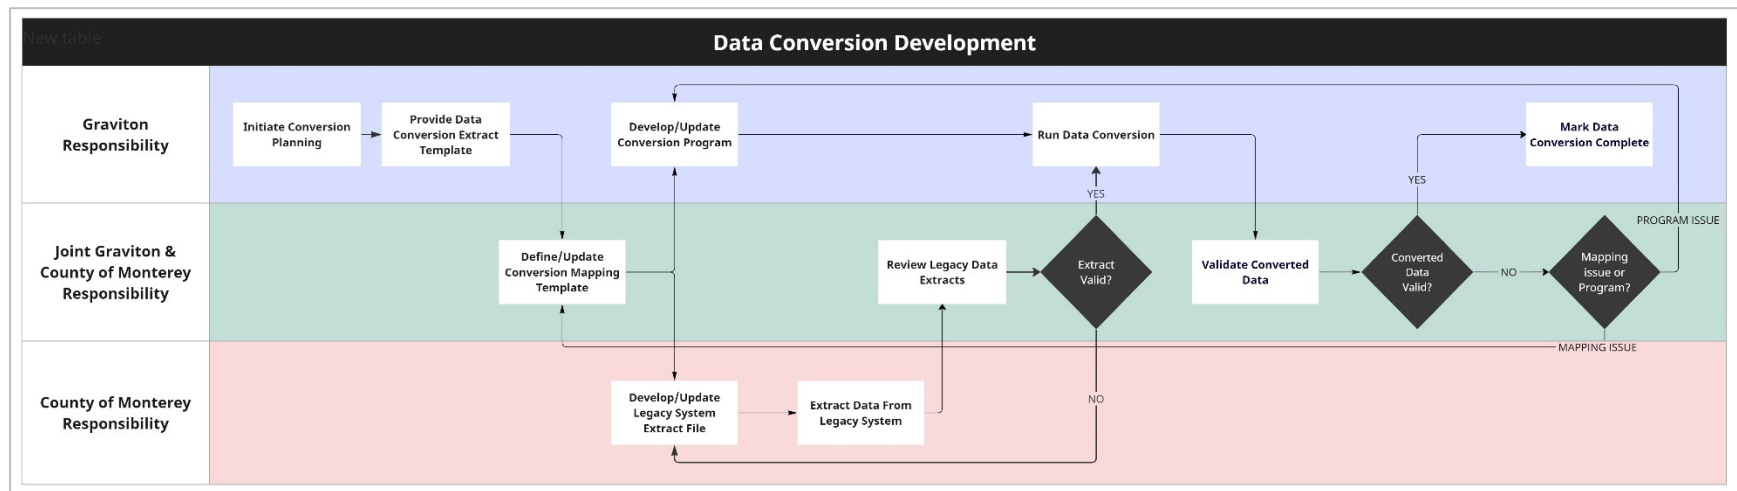 New table
Data Conversion Development
Graviton
Responsibility
Initiate Conversion
Planning
Provide Data
Conversion Extract
Template
Develop/Update
Conversion Program
Run Data Conversion
Mark Data
Conversion Complete
YES
YES
PROGRAM ISSUE
Joint Graviton &
County of Monterey
Responsibility
Define/Update
Conversion Mapping
Template
Review Legacy Data
Extracts
Extract
Valid?
Validate Converted
Data
Converted
Data
Valid?
NO
Mapping
issue or
Program?
MAPPING ISSUE
County of Monterey
Responsibility
Develop/Update
Legacy System
Extract File
Extract Data From
Legacy System
NO